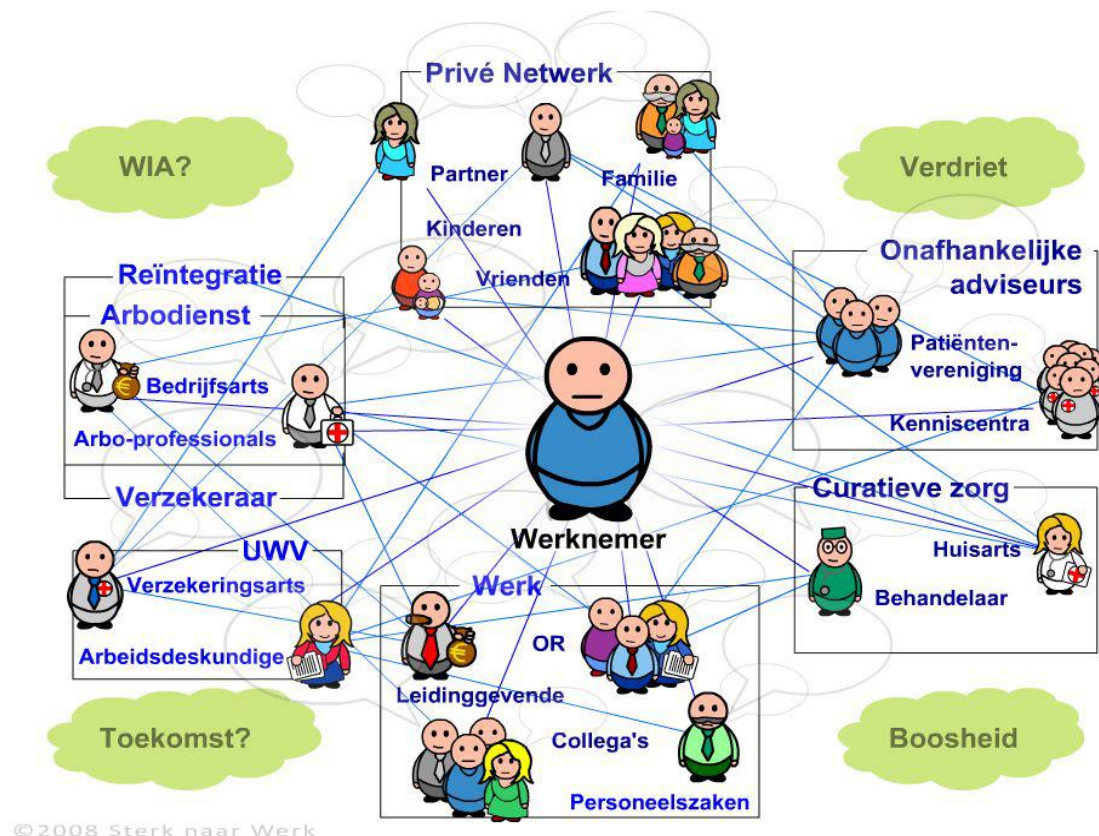 Privé Netwerk
WIA?
Verdriet
Partner
Familie
Kinderen
Vrienden
Onafhankelijke
adviseurs
Reïntegratie
Arbodienst
Patiënten-
vereniging
Bedrijfsarts
Kenniscentra
Arbo-professionals
Verzekeraar
Curatieve zorg
Werknemer
Huisarts
UWV
Verzekeringsarts
Werk
Behandelaar
OR
Arbeidsdeskundige
Leidinggevende
Toekomst?
Collega's
Boosheid
Personeelszaken
©2008 Sterk naar Werk